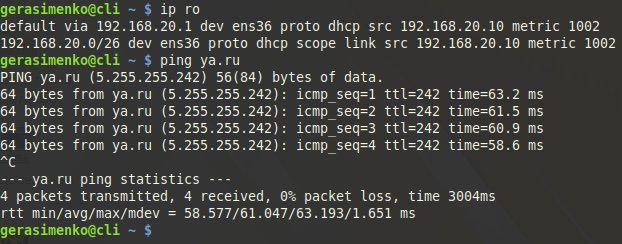 gerasimenko@cli ~ $ ip ro
default via 192.168.20.1 dev ens36 proto dhcp src 192.168.20.10 metric 1002
192.168.20.0/26 dev ens36 proto dhcp scope link src 192.168.20.10 metric 1002
gerasimenko@cli ~ $ ping ya.ru
PING ya.ru (5.255.255.242) 56(84) bytes of data.
64 bytes from ya.ru (5.255.255.242): icmp_seq=1 ttl=242 time=63.2 ms
64 bytes from ya.ru (5.255.255.242): icmp_seq=2 ttl=242 time=61.5 ms
64 bytes from ya.ru (5.255.255.242): icmp_seq=3 ttl=242 time=60.9 ms
64 bytes from ya.ru (5.255.255.242): icmp_seq=4 ttl=242 time=58.6 ms
^C
--- ya.ru ping statistics ---
4 packets transmitted, 4 received, 0% packet loss, time 3004ms
rtt min/avg/max/mdev = 58.577/61.047/63.193/1.651 ms
gerasimenko@cli ~ $